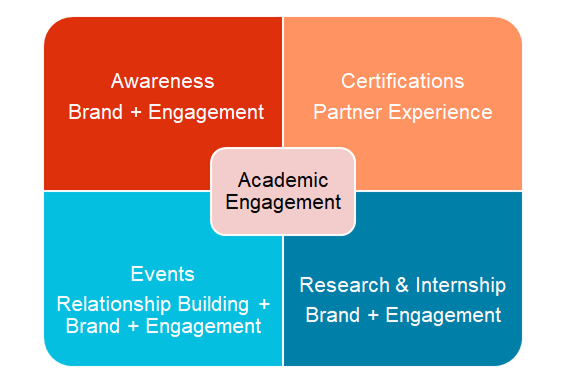 Awareness
Brand + Engagement
Certifications
Partner Experience
Academic
Engagement
Events
Relationship Building +
Brand + Engagement
Research & Internship
Brand + Engagement